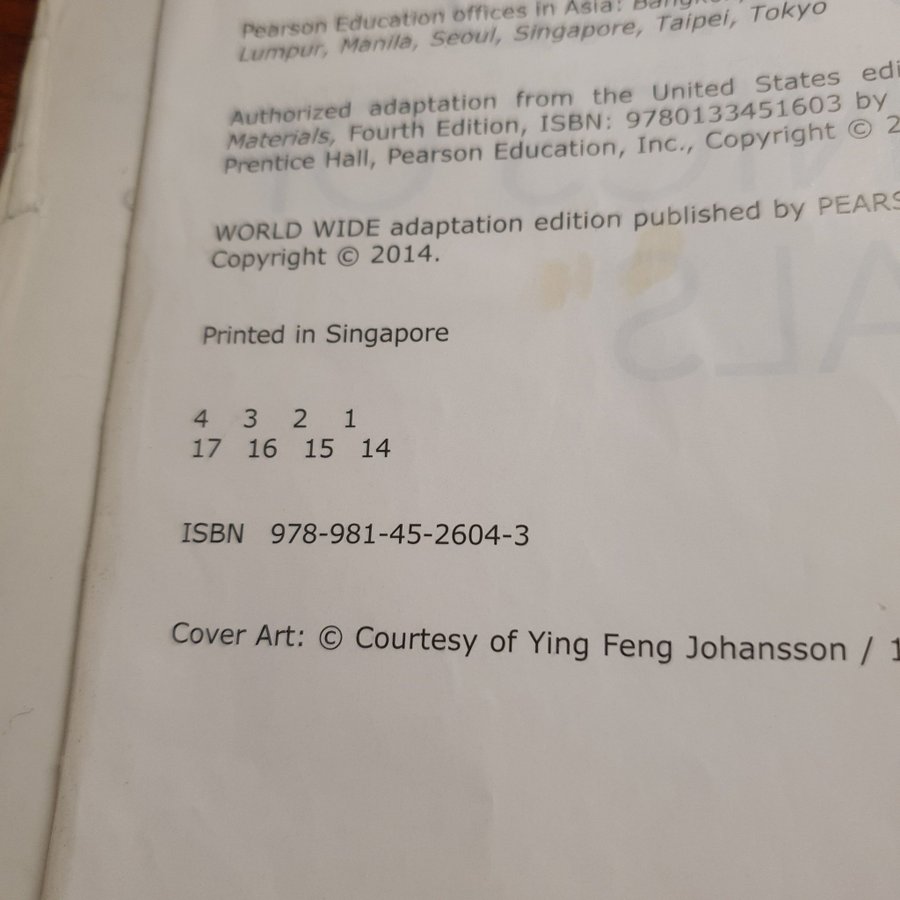 Pearson Education offices in Asia:
Lumpur, Manila, Seoul, Singapore, Taipei, Tokyo
Authorized adaptation from the United States
Materials, Fourth Edition, ISBN: 9780133451603 by
Prentice Hall, Pearson Education, Inc., Copyright ©
WORLD WIDE adaptation edition published by
Copyright © 2014.
Printed in Singapore
4 3 2 1
17 16 15 14
ISBN 978-981-45-2604-3
Cover Art: © Courtesy of Ying Feng Johansson /